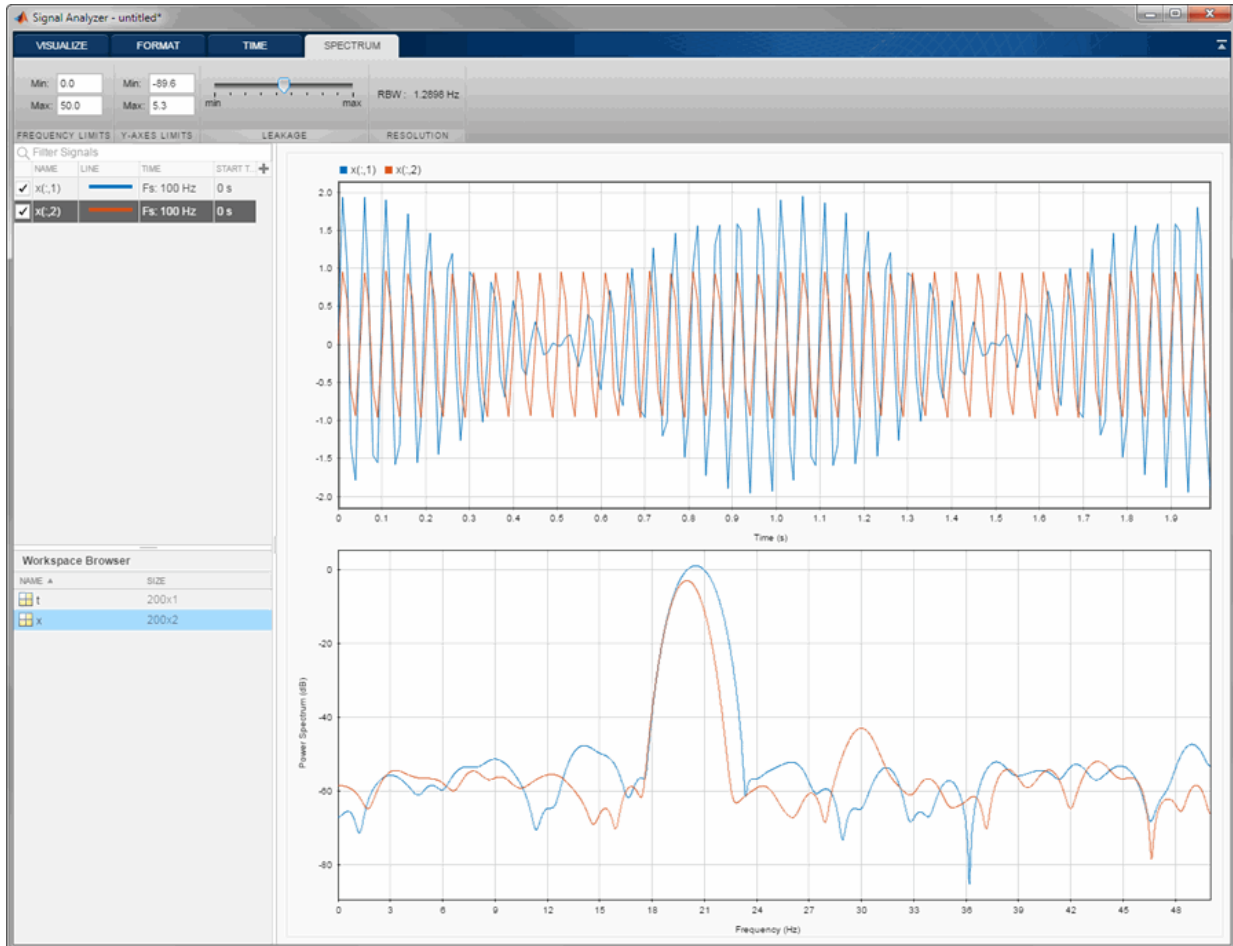 Signal Analyzer - untitled*
VISUALIZE FORMAT TIME SPECTRUM
Min: 0.0 Min: -89.6
Max: 50.0 Max: 5.3 min max RBW : 1.2898 Hz
FREQUENCY LIMITS Y-AXES LIMITS LEAKAGE RESOLUTION
Filter Signals
NAME LINE TIME START T...
x(:,1) Fs: 100 Hz 0 s
x(:,2) Fs: 100 Hz 0 s
Workspace Browser
NAME SIZE
t 200x1
x 200x2
x(:,1) x(:,2)
2.0
1.5
1.0
0.5
0
-0.5
-1.0
-1.5
-2.0
0 0.1 0.2 0.3 0.4 0.5 0.6 0.7 0.8 0.9 1.0 1.1 1.2 1.3 1.4 1.5 1.6 1.7 1.8 1.9
Time (s)
Power Spectrum (dB)
0
-20
-40
-60
-80
0 3 6 9 12 15 18 21 24 27 30 33 36 39 42 45 48
Frequency (Hz)